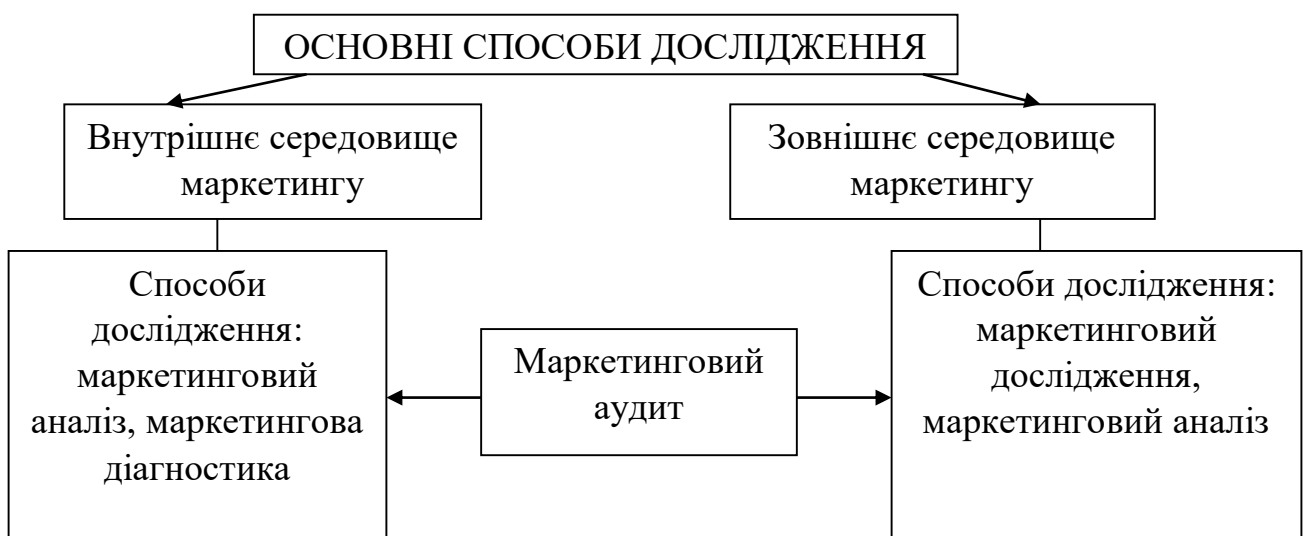 ОСНОВНІ СПОСОБИ ДОСЛІДЖЕННЯ
Внутрішнє середовище
маркетингу
Зовнішнє середовище
маркетингу
Способи
дослідження:
маркетинговий
аналіз, маркетингова
діагностика
Маркетинговий
аудит
Способи дослідження:
маркетинговий
дослідження,
маркетинговий аналіз